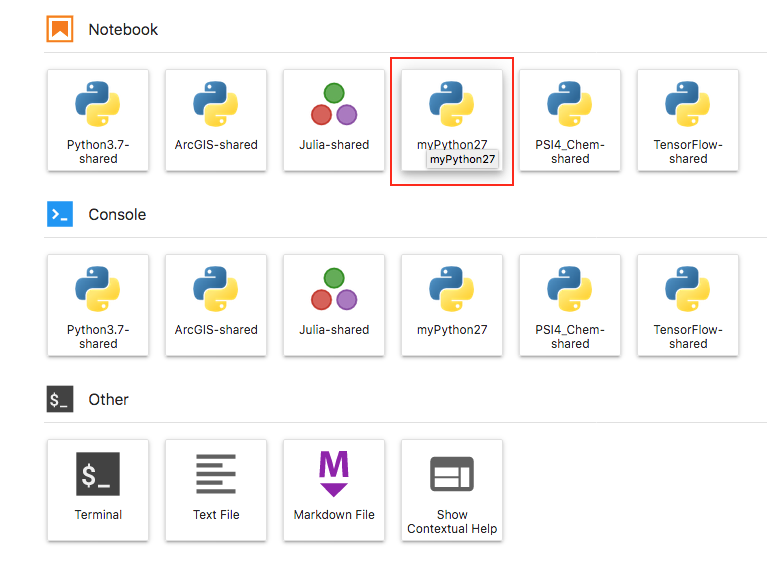 Notebook
Python3.7-
shared
ArcGIS-shared
Julia-shared
myPython27
myPython27
PSI4_Chem-
shared
TensorFlow-
shared
>_
Console
Python3.7-
shared
ArcGIS-shared
Julia-shared
myPython27
PSI4_Chem-
shared
TensorFlow-
shared
$_
Other
$_
Terminal
Text File
M
Markdown File
Show
Contextual Help